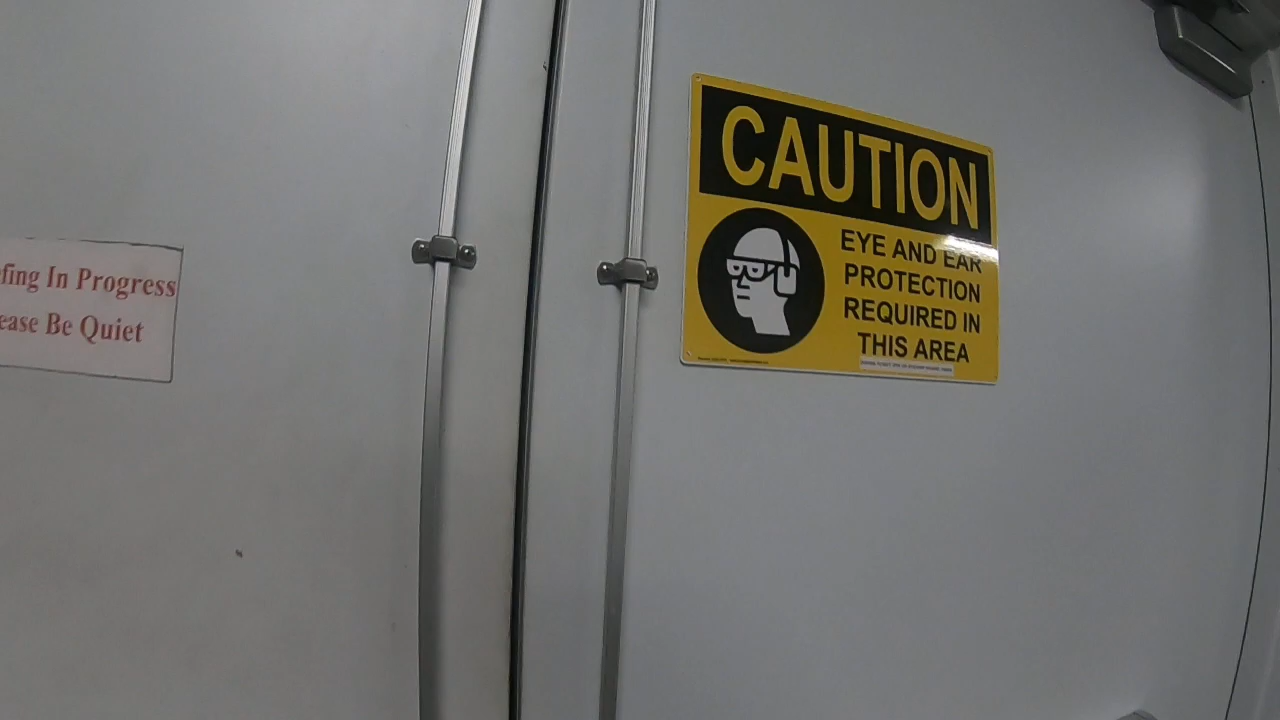 fing In Progress
ease Be Quiet
CAUTION
EYE AND EAR
PROTECTION
REQUIRED IN
THIS AREA